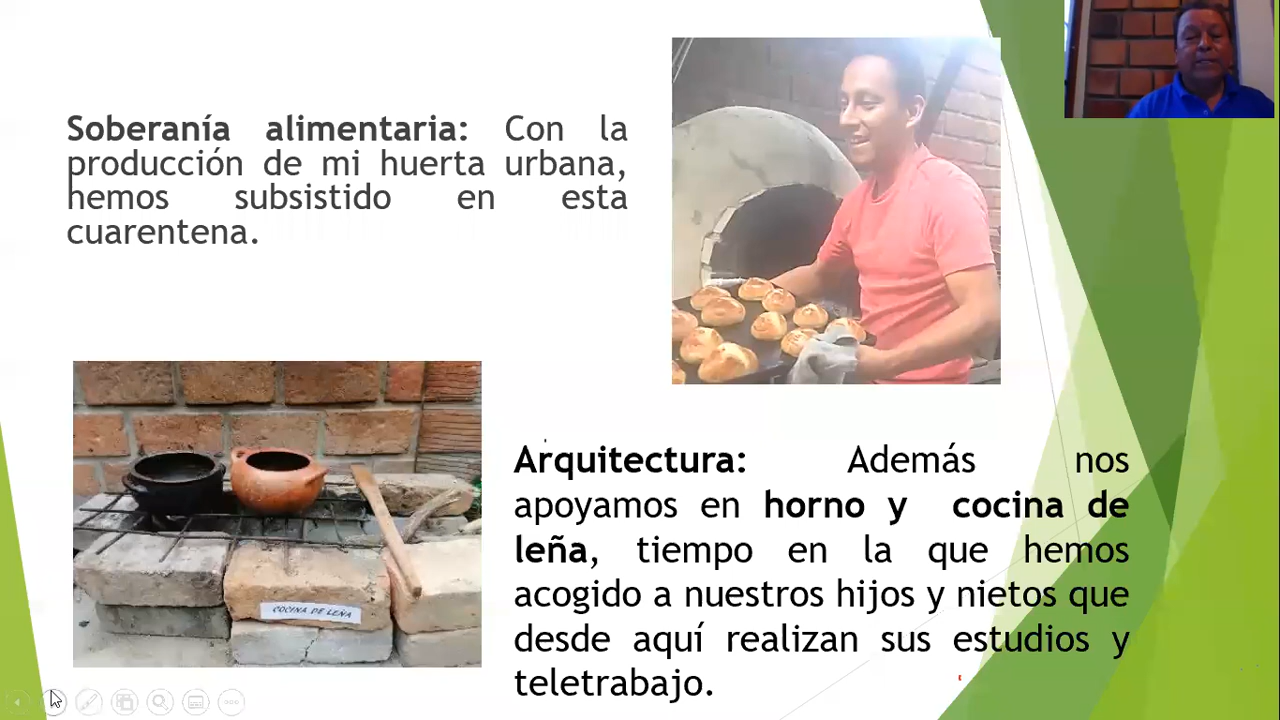 Soberanía alimentaria: Con la
producción de mi huerta urbana,
hemos subsistido en esta
cuarentena.
COCINA DE LEÑA
Arquitectura: Además nos
apoyamos en horno y cocina de
leña, tiempo en la que hemos
acogido a nuestros hijos y nietos que
desde aquí realizan sus estudios y
teletrabajo.